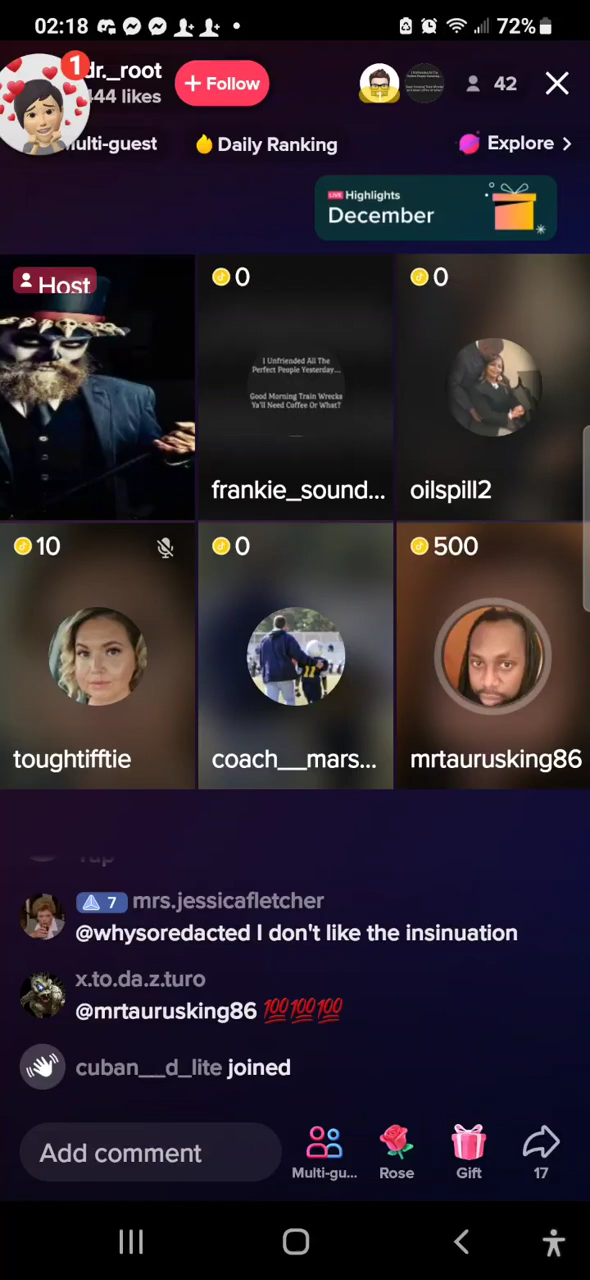 02:18
72%
1
dr._root
+ Follow
42
444 likes
Multi-guest
Daily Ranking
Explore >
LIVE Highlights
December
Host
0
0
I Unfriended All The
Perfect People Yesterday...
Good Morning Train Wrecks
Ya'll Need Coffee Or What?
frankie_sound...
oilspill2
10
0
500
toughtifftie
coach__mars...
mrtaurusking86
7 mrs.jessicafletcher
@whysoredacted I don't like the insinuation
x.to.da.z.turo
@mrtaurusking86 💯💯💯
cuban__d_lite joined
Add comment
Multi-gu...
Rose
Gift
17